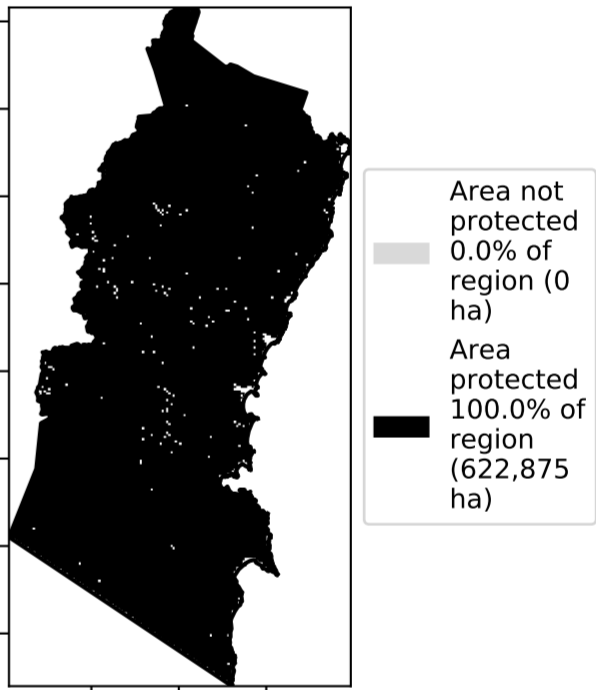 Area not
protected
0.0% of
region (0
ha)
Area
protected
100.0% of
region
(622,875
ha)